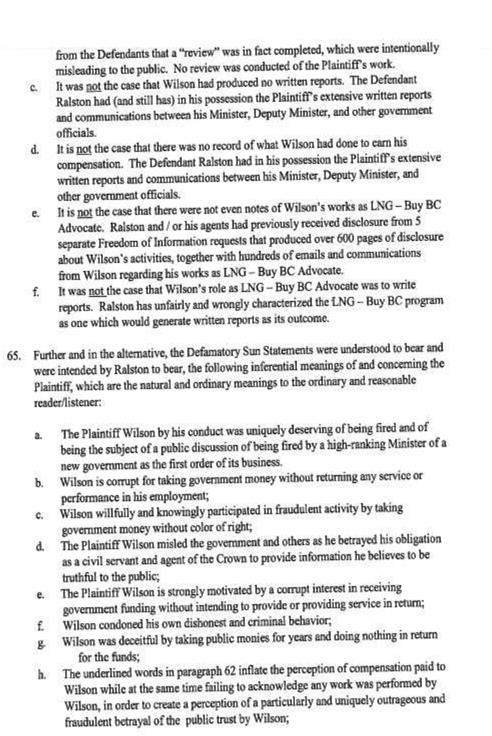 from the Defendants that a “review” was in fact completed, which were intentionally
misleading to the public. No review was conducted of the Plaintiff's work.
c. It was not the case that Wilson had produced no written reports. The Defendant
Ralston had (and still has) in his possession the Plaintiff's extensive written reports
and communications between his Minister, Deputy Minister, and other government
officials.
d. It is not the case that there was no record of what Wilson had done to earn his
compensation. The Defendant Ralston had in his possession the Plaintiff's extensive
written reports and communications between his Minister, Deputy Minister, and
other government officials.
e. It is not the case that there were not even notes of Wilson's works as LNG – Buy BC
Advocate. Ralston and / or his agents had previously received disclosure from 5
separate Freedom of Information requests that produced over 600 pages of disclosure
about Wilson's activities, together with hundreds of emails and communications
from Wilson regarding his works as LNG – Buy BC Advocate.
f. It was not the case that Wilson's role as LNG – Buy BC Advocate was to write
reports. Ralston has unfairly and wrongly characterized the LNG – Buy BC program
as one which would generate written reports as its outcome.
65. Further and in the alternative, the Defamatory Sun Statements were understood to bear and
were intended by Ralston to bear, the following inferential meanings of and concerning the
Plaintiff, which are the natural and ordinary meanings to the ordinary and reasonable
reader/listener:
a. The Plaintiff Wilson by his conduct was uniquely deserving of being fired and of
being the subject of a public discussion of being fired by a high-ranking Minister of a
new government as the first order of its business.
b. Wilson is corrupt for taking government money without returning any service or
performance in his employment;
c. Wilson willfully and knowingly participated in fraudulent activity by taking
government money without color of right;
d. The Plaintiff Wilson misled the government and others as he betrayed his obligation
as a civil servant and agent of the Crown to provide information he believes to be
truthful to the public;
e. The Plaintiff Wilson is strongly motivated by a corrupt interest in receiving
government funding without intending to provide or providing service in return;
f. Wilson condoned his own dishonest and criminal behavior;
g. Wilson was deceitful by taking public monies for years and doing nothing in return
for the funds;
h. The underlined words in paragraph 62 inflate the perception of compensation paid to
Wilson while at the same time failing to acknowledge any work was performed by
Wilson, in order to create a perception of a particularly and uniquely outrageous and
fraudulent betrayal of the public trust by Wilson;